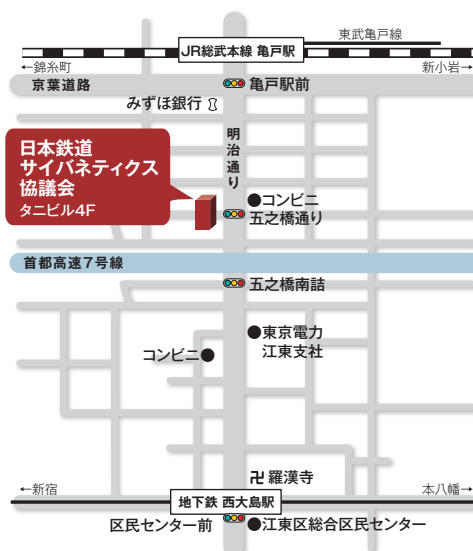 東武亀戸線
JR総武本線 亀戸駅
←錦糸町
新小岩→
京葉道路
亀戸駅前
みずほ銀行
明治通り
日本鉄道
サイバネティクス
協議会
タニビル4F
●コンビニ
五之橋通り
首都高速7号線
五之橋南詰
●東京電力
江東支社
コンビニ●
卍 羅漢寺
←新宿
本八幡→
地下鉄 西大島駅
区民センター前
●江東区総合区民センター